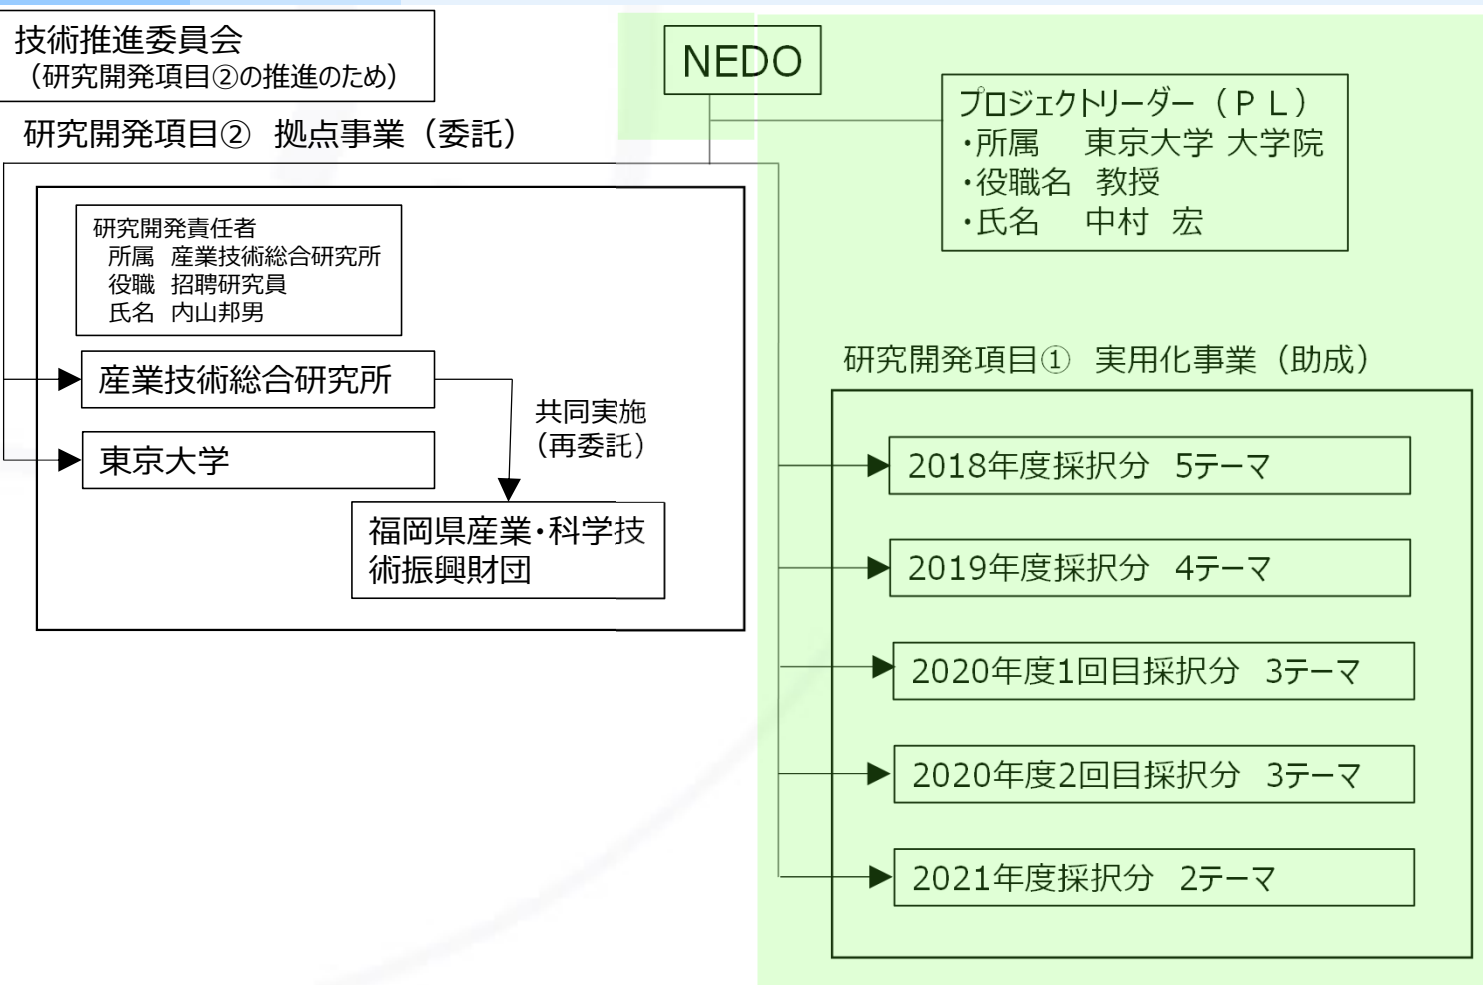 技術推進委員会
（研究開発項目②の推進のため）
NEDO
プロジェクトリーダー（ＰＬ）
・所属　東京大学 大学院
・役職名　教授
・氏名　中村　宏
研究開発項目②　拠点事業（委託）
研究開発責任者
所属　産業技術総合研究所
役職　招聘研究員
氏名　内山邦男
産業技術総合研究所
東京大学
共同実施
（再委託）
福岡県産業・科学技
術振興財団
研究開発項目①　実用化事業（助成）
2018年度採択分　5テーマ
2019年度採択分　4テーマ
2020年度1回目採択分　3テーマ
2020年度2回目採択分　3テーマ
2021年度採択分　2テーマ